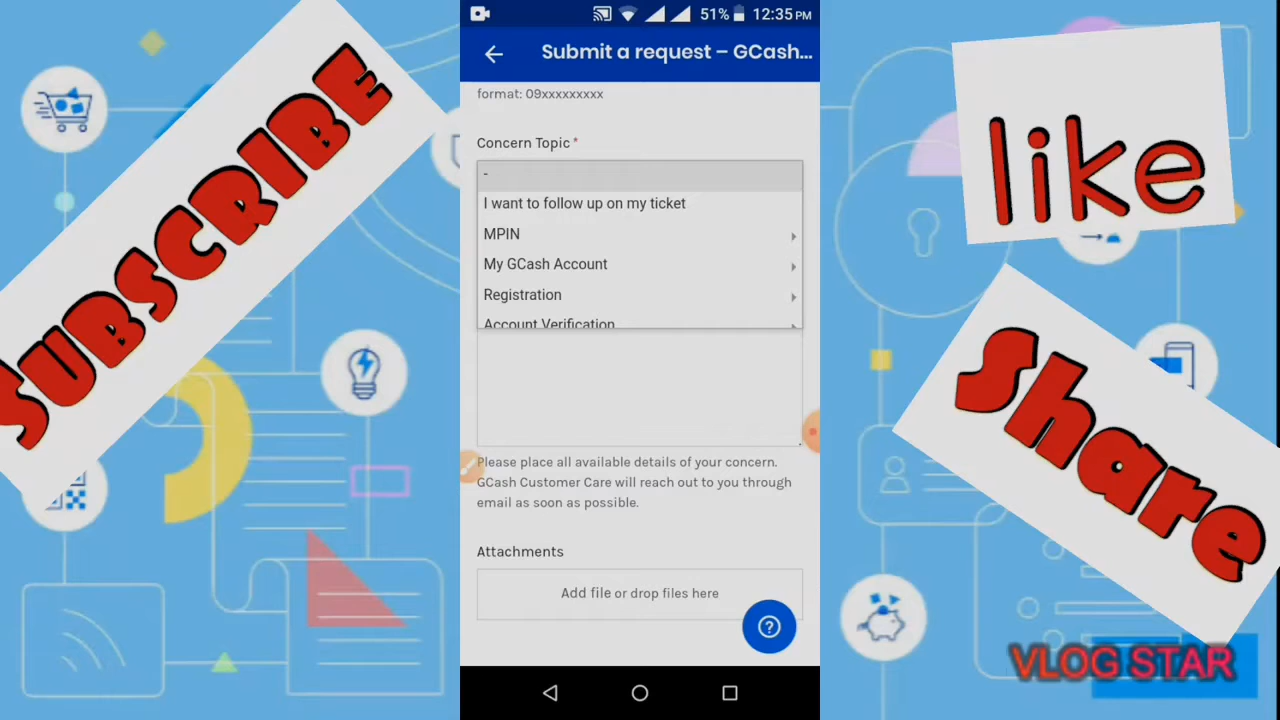 SUBSCRIBE
51% 12:35 PM
Submit a request – GCash...
format: 09xxxxxxxxx
Concern Topic *
-
I want to follow up on my ticket
MPIN
My GCash Account
Registration
Account Verification
Please place all available details of your concern.
GCash Customer Care will reach out to you through
email as soon as possible.
Attachments
Add file or drop files here
?
like
Share
VLOG STAR